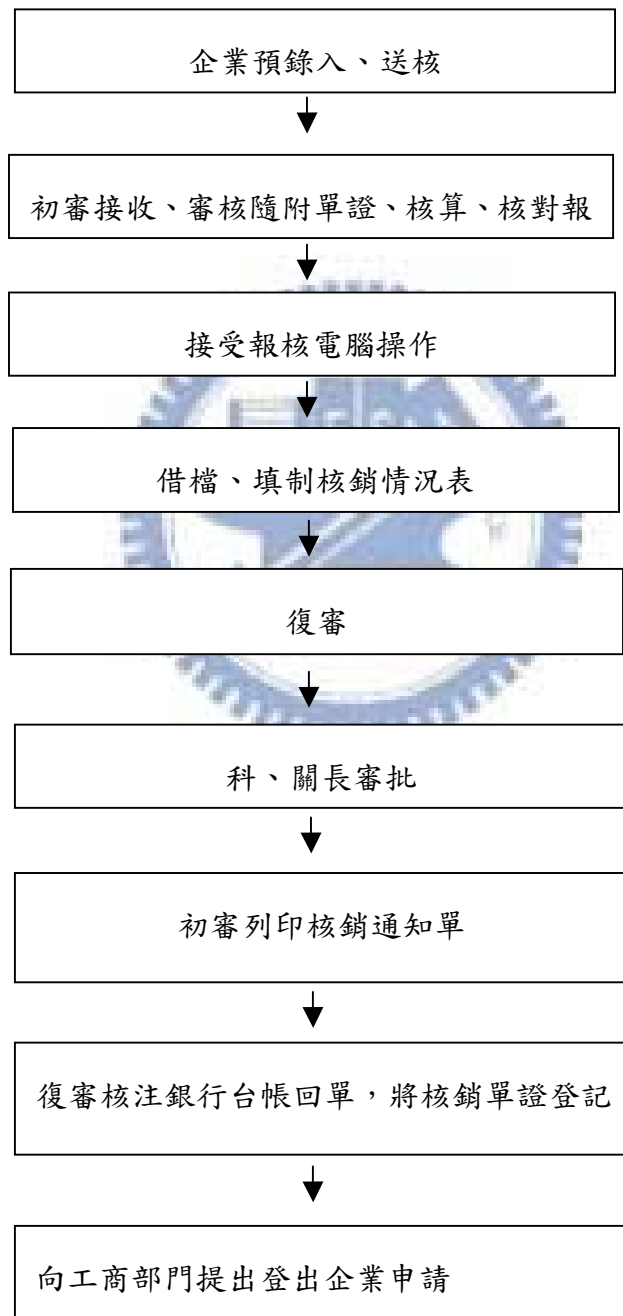 企業預錄入、送核
初審接收、審核隨附單證、核算、核對報
接受報核電腦操作
借檔、填制核銷情況表
復審
科、關長審批
初審列印核銷通知單
復審核注銀行台帳回單，將核銷單證登記
向工商部門提出登出企業申請